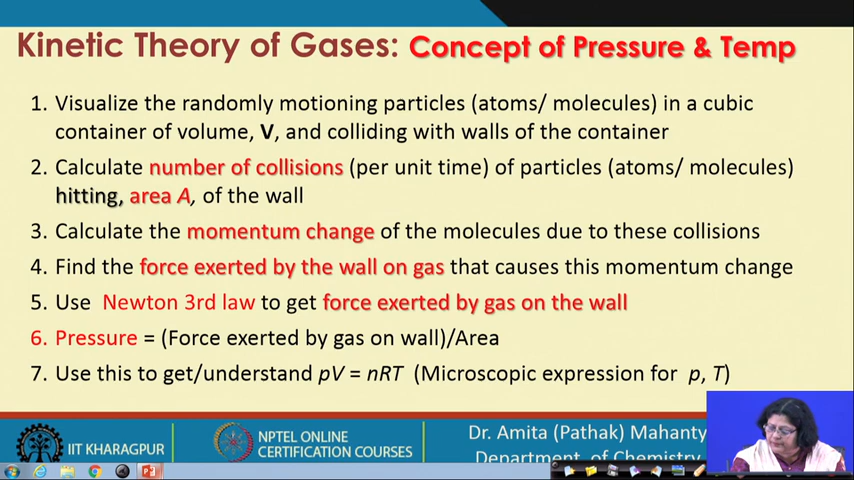 Kinetic Theory of Gases: Concept of Pressure & Temp
1. Visualize the randomly motioning particles (atoms/ molecules) in a cubic
container of volume, V, and colliding with walls of the container
2. Calculate number of collisions (per unit time) of particles (atoms/ molecules)
hitting, area A, of the wall
3. Calculate the momentum change of the molecules due to these collisions
4. Find the force exerted by the wall on gas that causes this momentum change
5. Use Newton 3rd law to get force exerted by gas on the wall
6. Pressure = (Force exerted by gas on wall)/Area
7. Use this to get/understand pV = nRT (Microscopic expression for p, T)
IIT KHARAGPUR
NPTEL ONLINE
CERTIFICATION COURSES
Dr. Amita (Pathak) Mahanty
Department of Chemistry